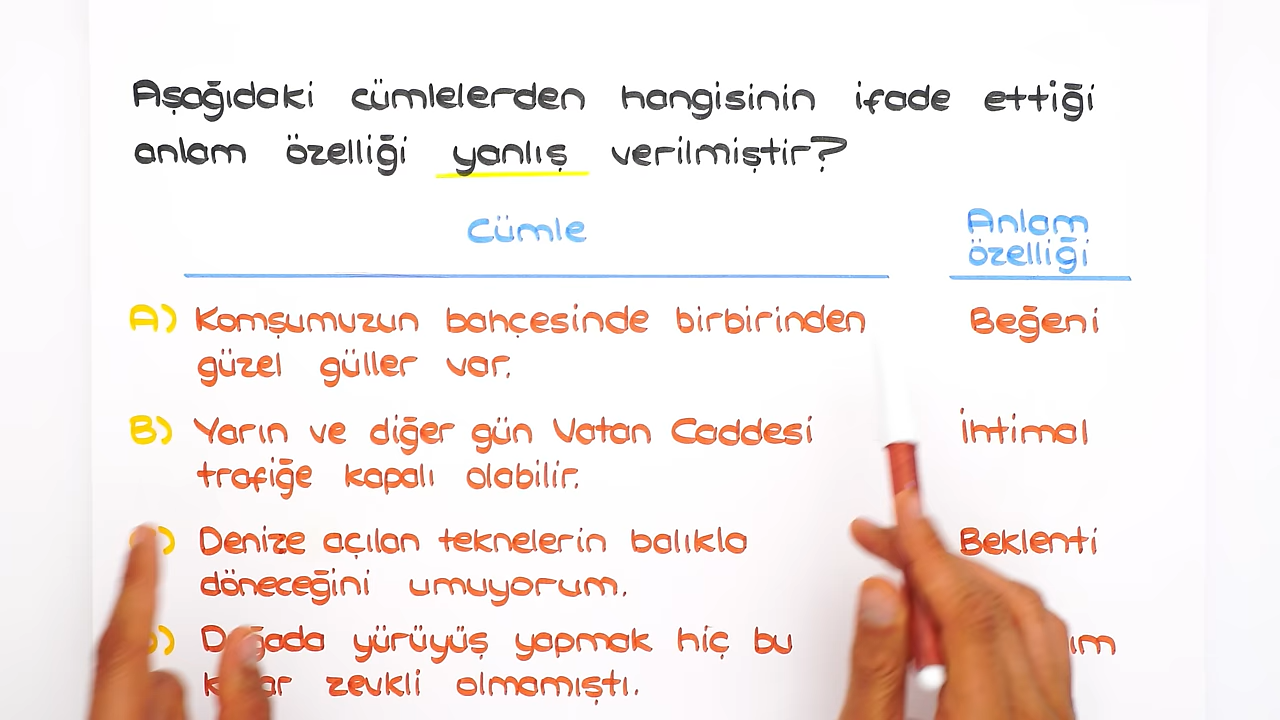 Aşağıdaki cümlelerden hangisinin ifade ettiği
anlam özelliği yanlış verilmiştir?
Cümle
Anlam
özelliği
A) Komşumuzun bahçesinde birbirinden
güzel güller var.
Beğeni
B) Yarın ve diğer gün Vatan Caddesi
trafiğe kapalı olabilir.
İhtimal
Denize açılan teknelerin balıkla
döneceğini umuyorum.
Beklenti
yürüyüş yapmak hiç bu
zevkli olmamıştı.